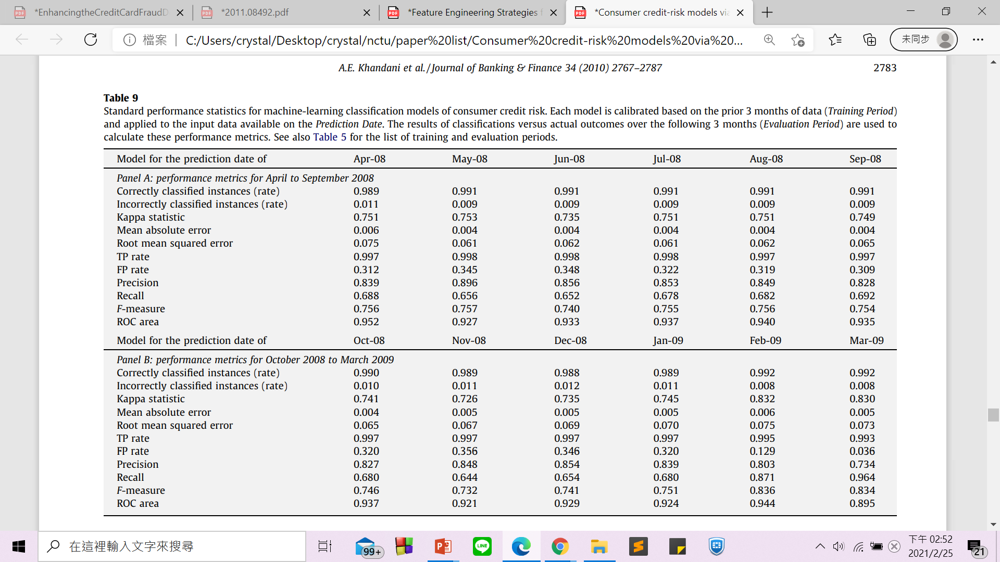 *EnhancingtheCreditCardFraudD
*2011.08492.pdf
*Feature Engineering Strategies f
*Consumer credit-risk models via
檔案
C:/Users/crystal/Desktop/crystal/nctu/paper%20list/Consumer%20credit-risk%20models%20via%20...
未同步
A.E. Khandani et al. / Journal of Banking & Finance 34 (2010) 2767–2787 2783
Table 9
Standard performance statistics for machine-learning classification models of consumer credit risk. Each model is calibrated based on the prior 3 months of data (Training Period)
and applied to the input data available on the Prediction Date. The results of classifications versus actual outcomes over the following 3 months (Evaluation Period) are used to
calculate these performance metrics. See also Table 5 for the list of training and evaluation periods.
Model for the prediction date of Apr-08 May-08 Jun-08 Jul-08 Aug-08 Sep-08
Panel A: performance metrics for April to September 2008
Correctly classified instances (rate) 0.989 0.991 0.991 0.991 0.991 0.991
Incorrectly classified instances (rate) 0.011 0.009 0.009 0.009 0.009 0.009
Kappa statistic 0.751 0.753 0.735 0.751 0.751 0.749
Mean absolute error 0.006 0.004 0.004 0.004 0.004 0.004
Root mean squared error 0.075 0.061 0.062 0.061 0.062 0.065
TP rate 0.997 0.998 0.998 0.998 0.997 0.997
FP rate 0.312 0.345 0.348 0.322 0.319 0.309
Precision 0.839 0.896 0.856 0.853 0.849 0.828
Recall 0.688 0.656 0.652 0.678 0.682 0.692
F-measure 0.756 0.757 0.740 0.755 0.756 0.754
ROC area 0.952 0.927 0.933 0.937 0.940 0.935
Model for the prediction date of Oct-08 Nov-08 Dec-08 Jan-09 Feb-09 Mar-09
Panel B: performance metrics for October 2008 to March 2009
Correctly classified instances (rate) 0.990 0.989 0.988 0.989 0.992 0.992
Incorrectly classified instances (rate) 0.010 0.011 0.012 0.011 0.008 0.008
Kappa statistic 0.741 0.726 0.735 0.745 0.832 0.830
Mean absolute error 0.004 0.005 0.005 0.005 0.006 0.005
Root mean squared error 0.065 0.067 0.069 0.070 0.075 0.073
TP rate 0.997 0.997 0.997 0.997 0.995 0.993
FP rate 0.320 0.356 0.346 0.320 0.129 0.036
Precision 0.827 0.848 0.854 0.839 0.803 0.734
Recall 0.680 0.644 0.654 0.680 0.871 0.964
F-measure 0.746 0.732 0.741 0.751 0.836 0.834
ROC area 0.937 0.921 0.929 0.924 0.944 0.895
在這裡輸入文字來搜尋
99+
LINE
下午 02:52
2021/2/25
21